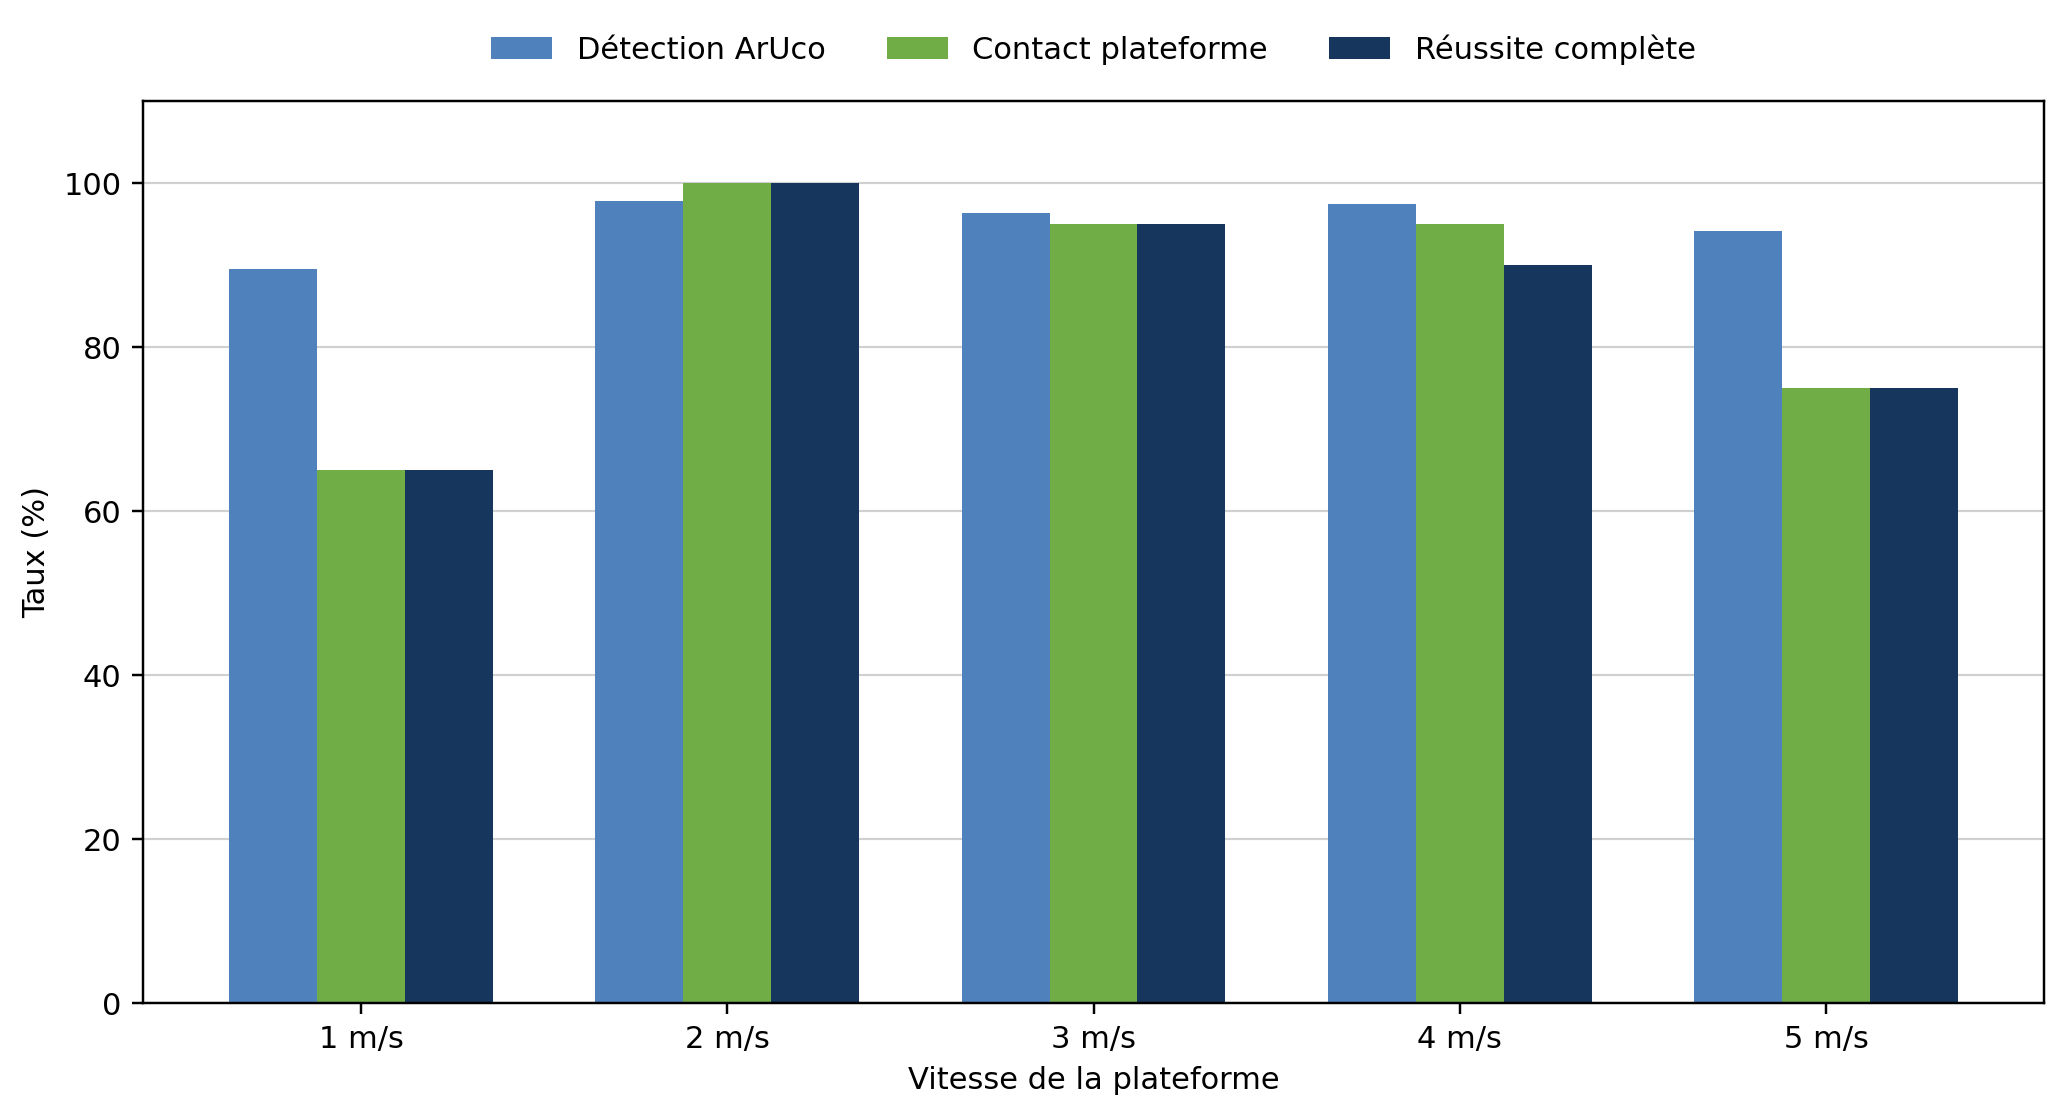 Détection ArUco Contact plateforme Réussite complète
100
80
60
40
20
0
Taux (%)
1 m/s 2 m/s 3 m/s 4 m/s 5 m/s
Vitesse de la plateforme